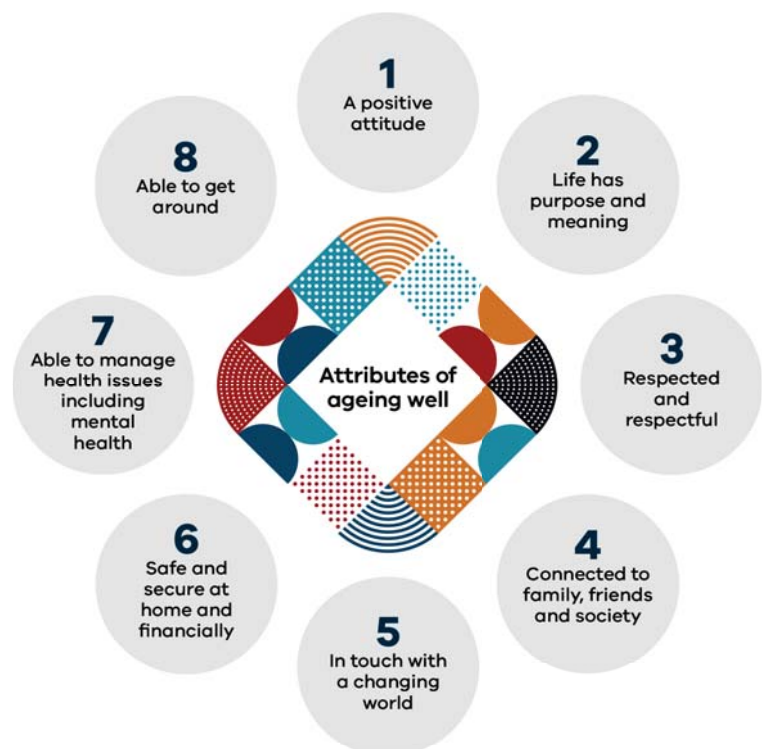 Attributes of
ageing well
1
A positive
attitude
2
Life has
purpose and
meaning
3
Respected
and
respectful
4
Connected to
family, friends
and society
5
In touch with
a changing
world
6
Safe and
secure at
home and
financially
7
Able to manage
health issues
including
mental
health
8
Able to get
around